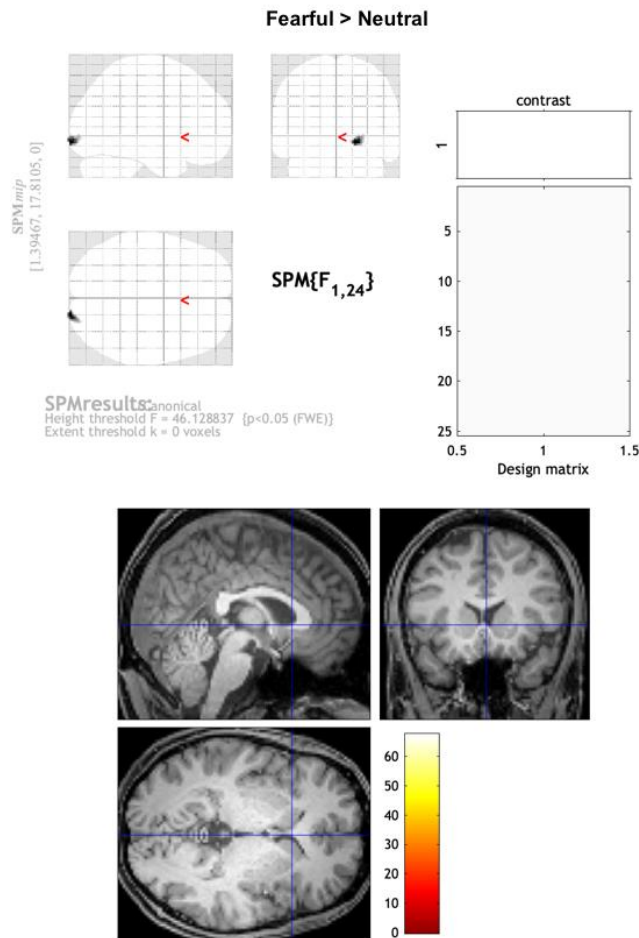 Fearful > Neutral
SPMmip
[1.39467, 17.8105, 0]
<
<
<
SPM{F1,24}
contrast
1
5
10
15
20
25
0.5
1
1.5
Design matrix
SPMresults: .\Canonical
Height threshold F = 46.128837 {p<0.05 (FWE)}
Extent threshold k = 0 voxels
60
50
40
30
20
10
0